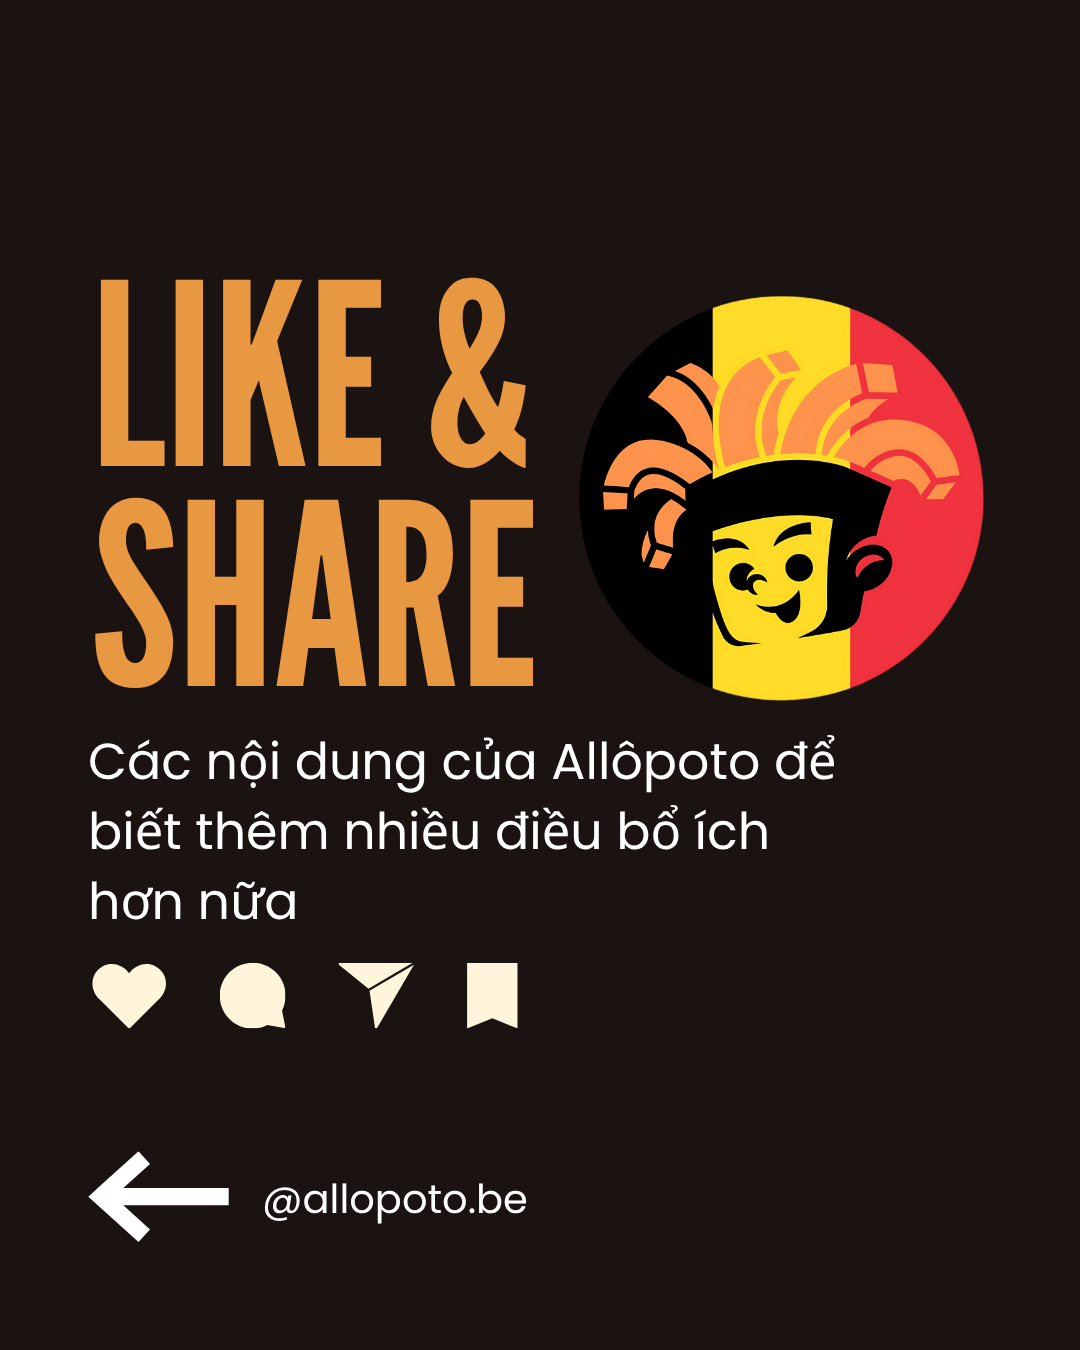 LIKE &
SHARE
Các nội dung của Allôpoto để
biết thêm nhiều điều bổ ích
hơn nữa
@allopoto.be